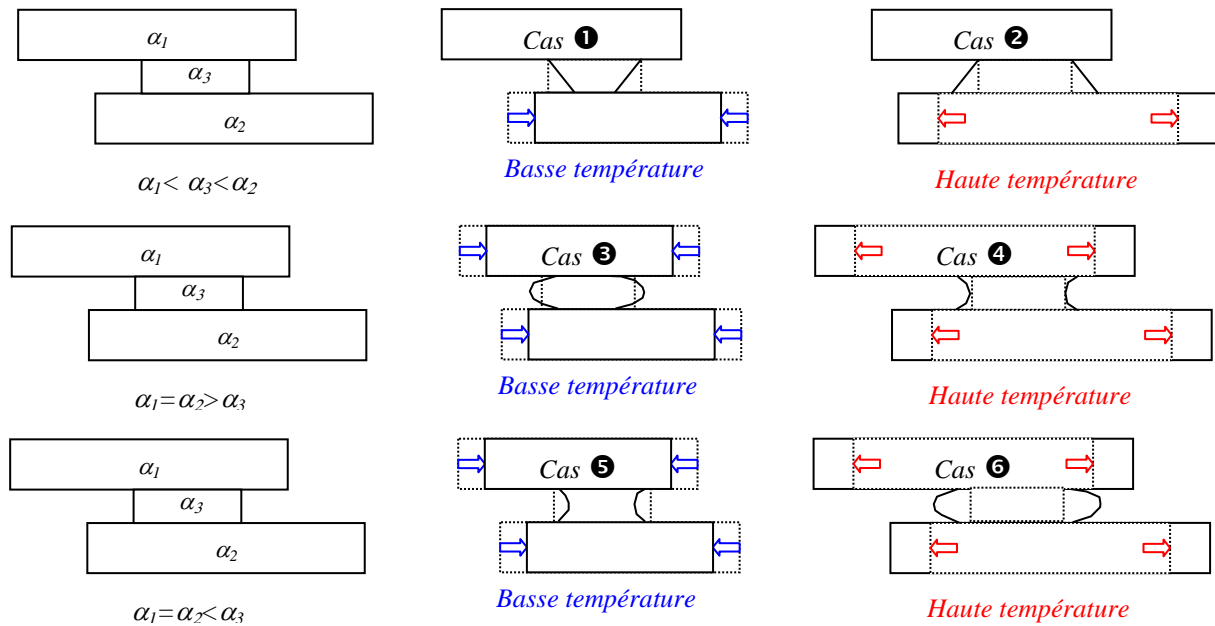 α1
α3
α2
α1< α3<α2
Cas ❶
Basse température
Cas ❷
Haute température
α1
α3
α2
α1=α2>α3
Cas ❸
Basse température
Cas ❹
Haute température
α1
α3
α2
α1=α2<α3
Cas ❺
Basse température
Cas ❻
Haute température